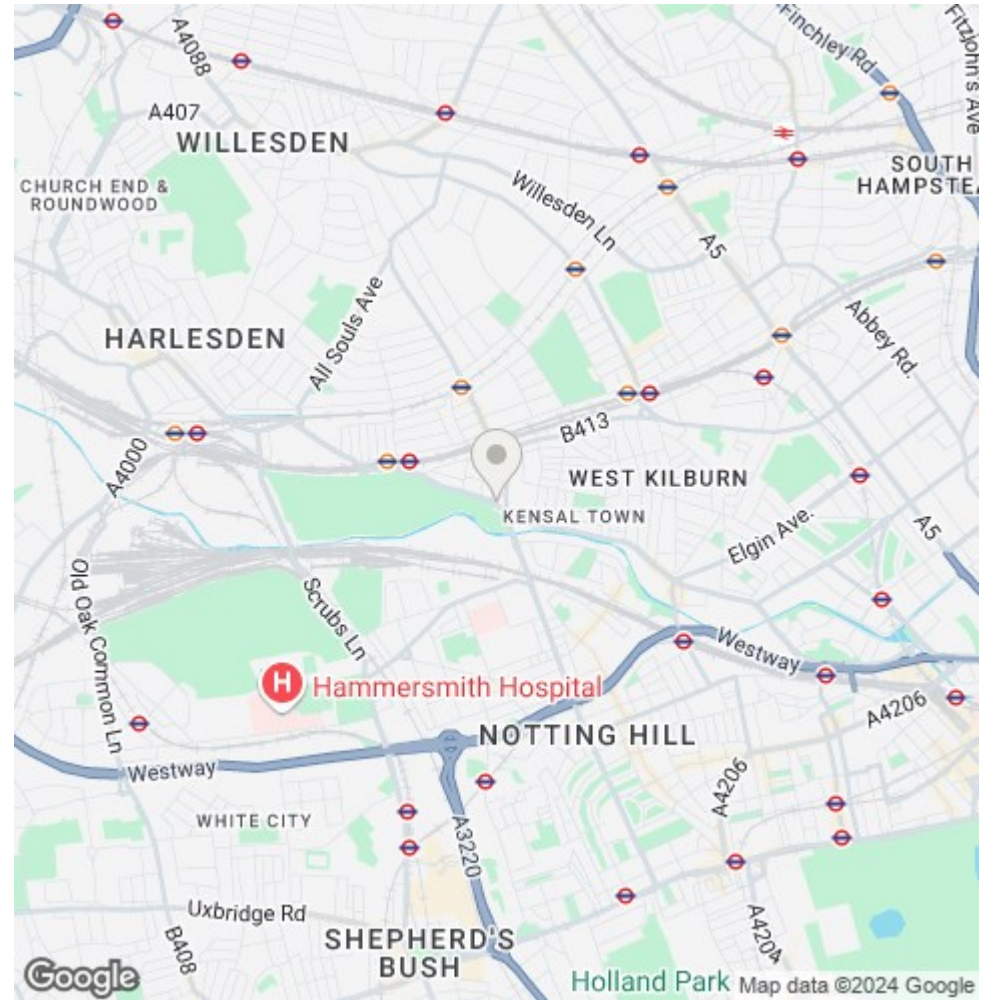 Finchley Rd
Fitzjohn's Ave
A4088
A407
WILLESDEN
SOUTH
HAMPSTEA
CHURCH END &
ROUNDWOOD
Willesden Ln
A5
All Souls Ave
Abbey Rd.
HARLESDEN
B413
A4000
WEST KILBURN
KENSAL TOWN
A5
Elgin Ave.
Old Oak Common Ln
Scrubs Ln
Westway
H Hammersmith Hospital
A4206
NOTTING HILL
Westway
A4206
WHITE CITY
A3220
Uxbridge Rd
B408
SHEPHERD'S
BUSH
A4204
Google
Holland Park
Map data ©2024 Google